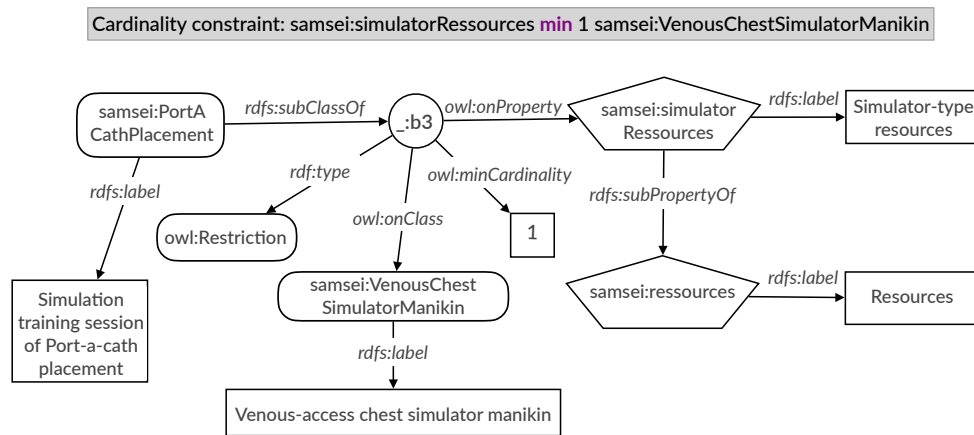 Cardinality constraint: samsei:simulatorRessources min 1 samsei:VenousChestSimulatorManikin
samsei:PortA
CathPlacement
rdfs:subClassOf
_:b3
owl:onProperty
samsei:simulator
Ressources
rdfs:label
Simulator-type
resources
rdfs:label
rdf:type
owl:minCardinality
rdfs:subPropertyOf
owl:onClass
owl:Restriction
1
samsei:VenousChest
SimulatorManikin
samsei:ressources
rdfs:label
Resources
Simulation
training session
of Port-a-cath
placement
rdfs:label
Venous-access chest simulator manikin